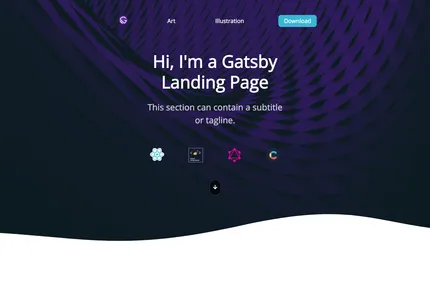 Art
Illustration
Download
Hi, I'm a Gatsby
Landing Page
This section can contain a subtitle
or tagline.